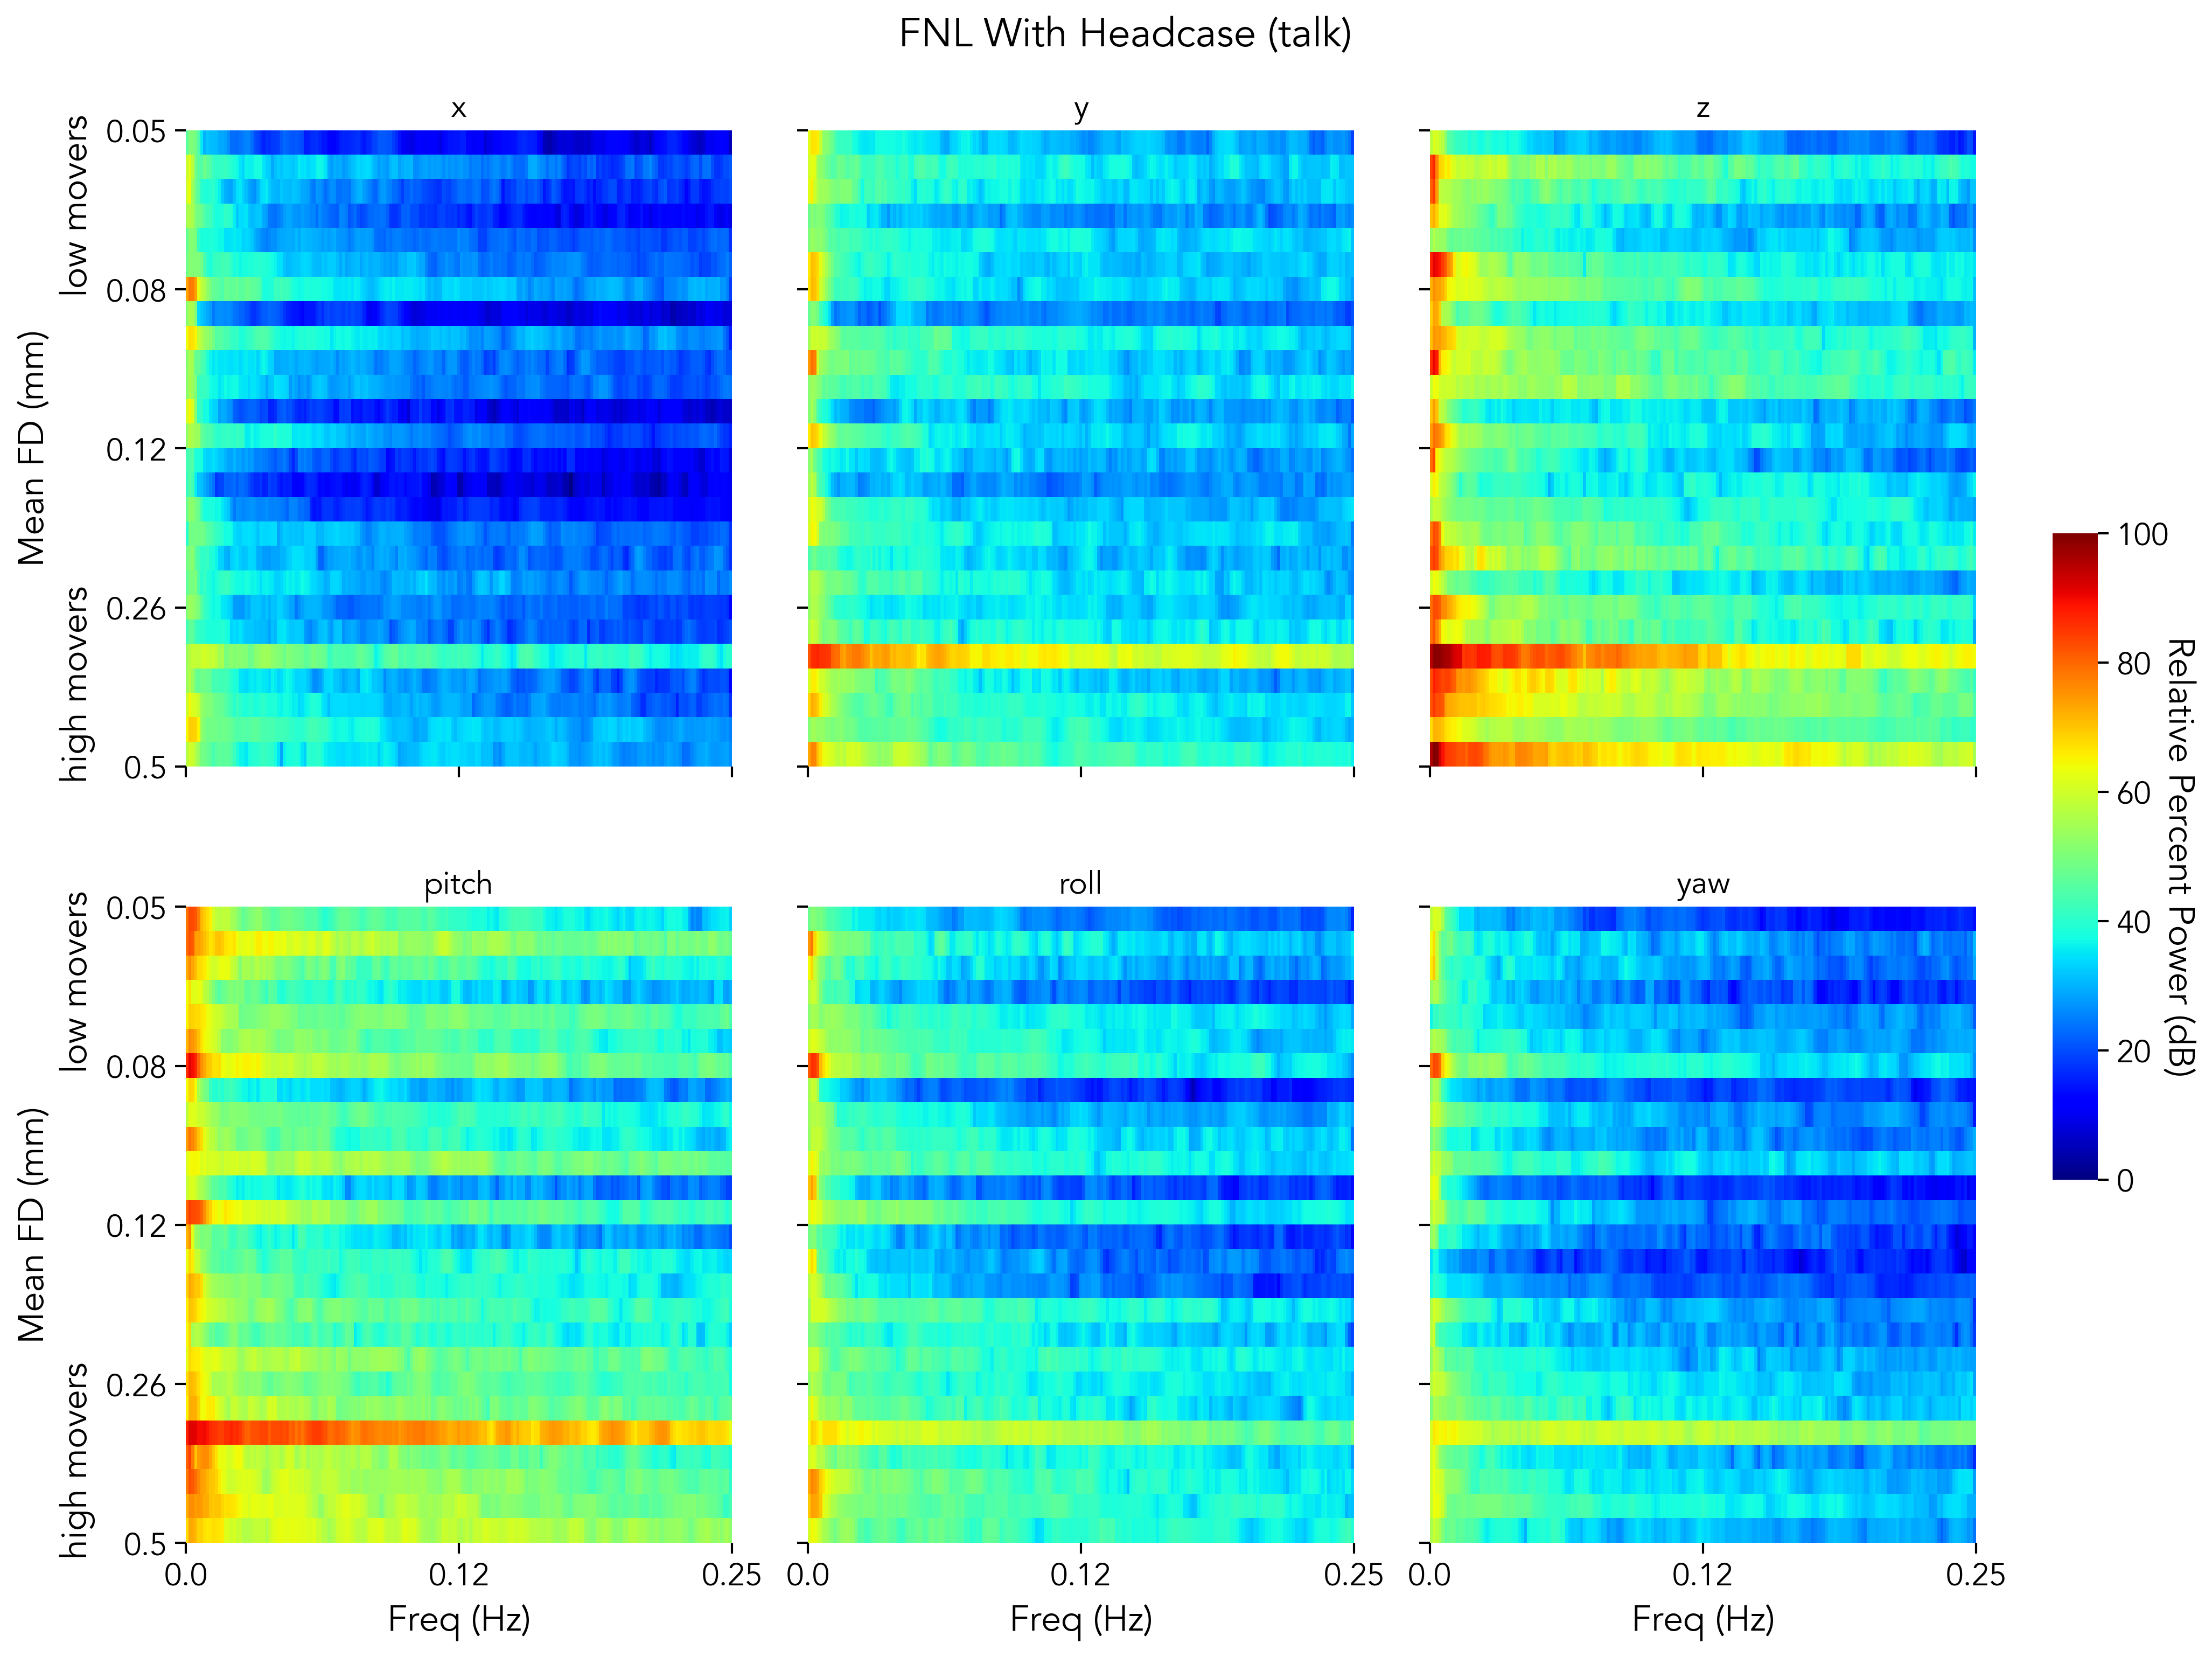 FNL With Headcase (talk)
x
y
z
low movers
high movers
Mean FD (mm)
0.05
0.08
0.12
0.26
0.5
pitch
roll
yaw
low movers
high movers
Mean FD (mm)
0.05
0.08
0.12
0.26
0.5
0.0
0.12
0.25
0.0
0.12
0.25
0.0
0.12
0.25
Freq (Hz)
Freq (Hz)
Freq (Hz)
100
80
60
40
20
0
Relative Percent Power (dB)